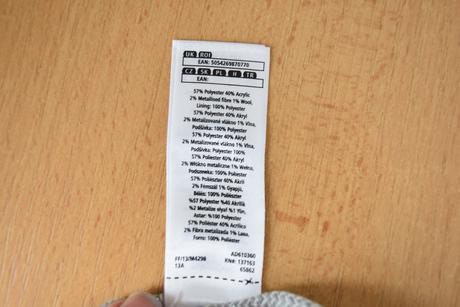 UK ROI
EAN: 5054269870770
CZ SK PL H TR
EAN:
57% Polyester 40% Acrylic
2% Metallised fibre 1% Wool,
Lining: 100% Polyester
57% Polyester 40% Akryl
2% Metalizované vlákno 1% Vlna,
Podšívka: 100% Polyester
57% Polyester 40% Akryl
2% Metalizované vlákno 1% Vlna,
Podšívka: Polyester 100%
57% Poliester 40% Akryl
2% Włókno metaliczne 1% Wełna,
Podszewka: 100% Poliester
57% Poliészter 40% Akril
2% Fémszál 1% Gyapjú,
Bélés: 100% Poliészter
%57 Polyester %40 Akrilik
%2 Metalize elyaf %1 Yün,
Astar: %100 Polyester
57% Poliéster 40% Acrílico
2% Fibra metalizada 1% Lana,
Forro: 100% Poliéster
AD610360
KN#: 137163
13A
65862